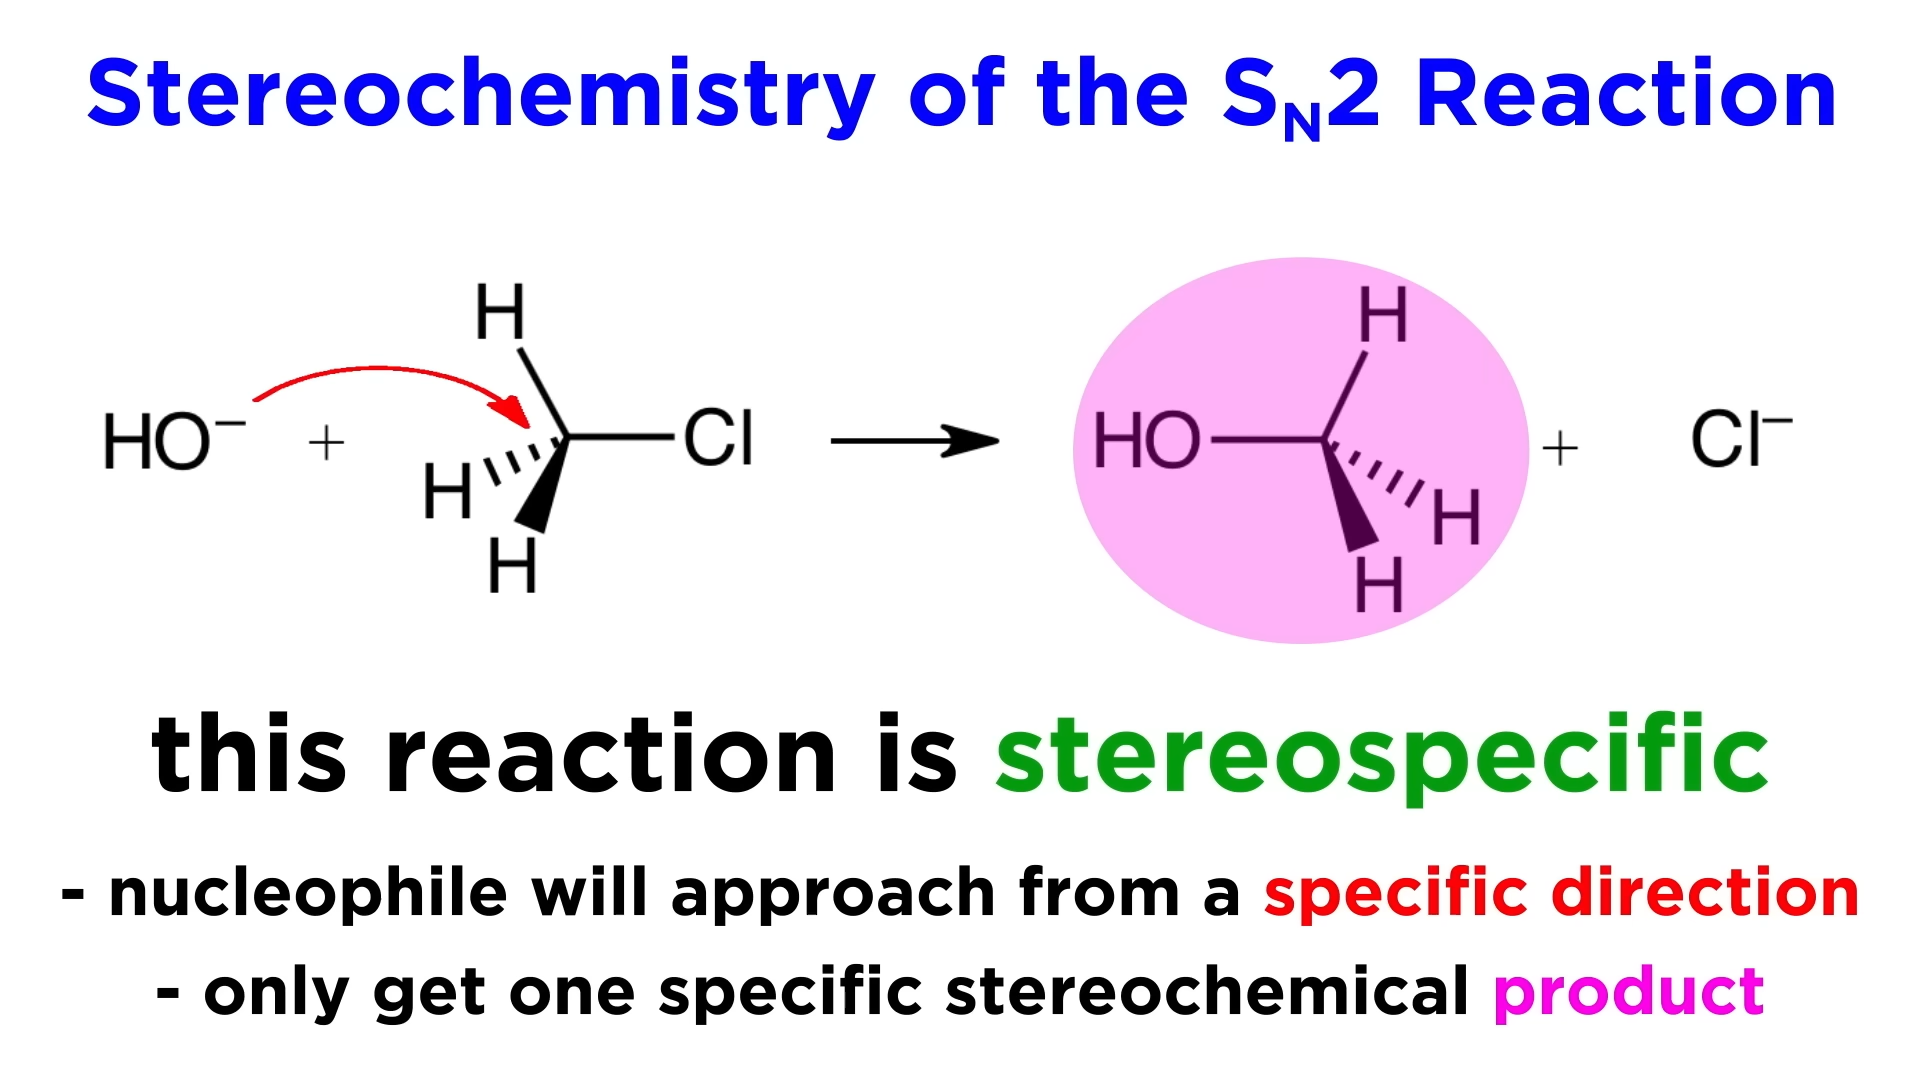 Stereochemistry of the Sₙ2 Reaction
HO⁻ + H H H Cl → HO H H H + Cl⁻
this reaction is stereospecific
- nucleophile will approach from a specific direction
- only get one specific stereochemical product